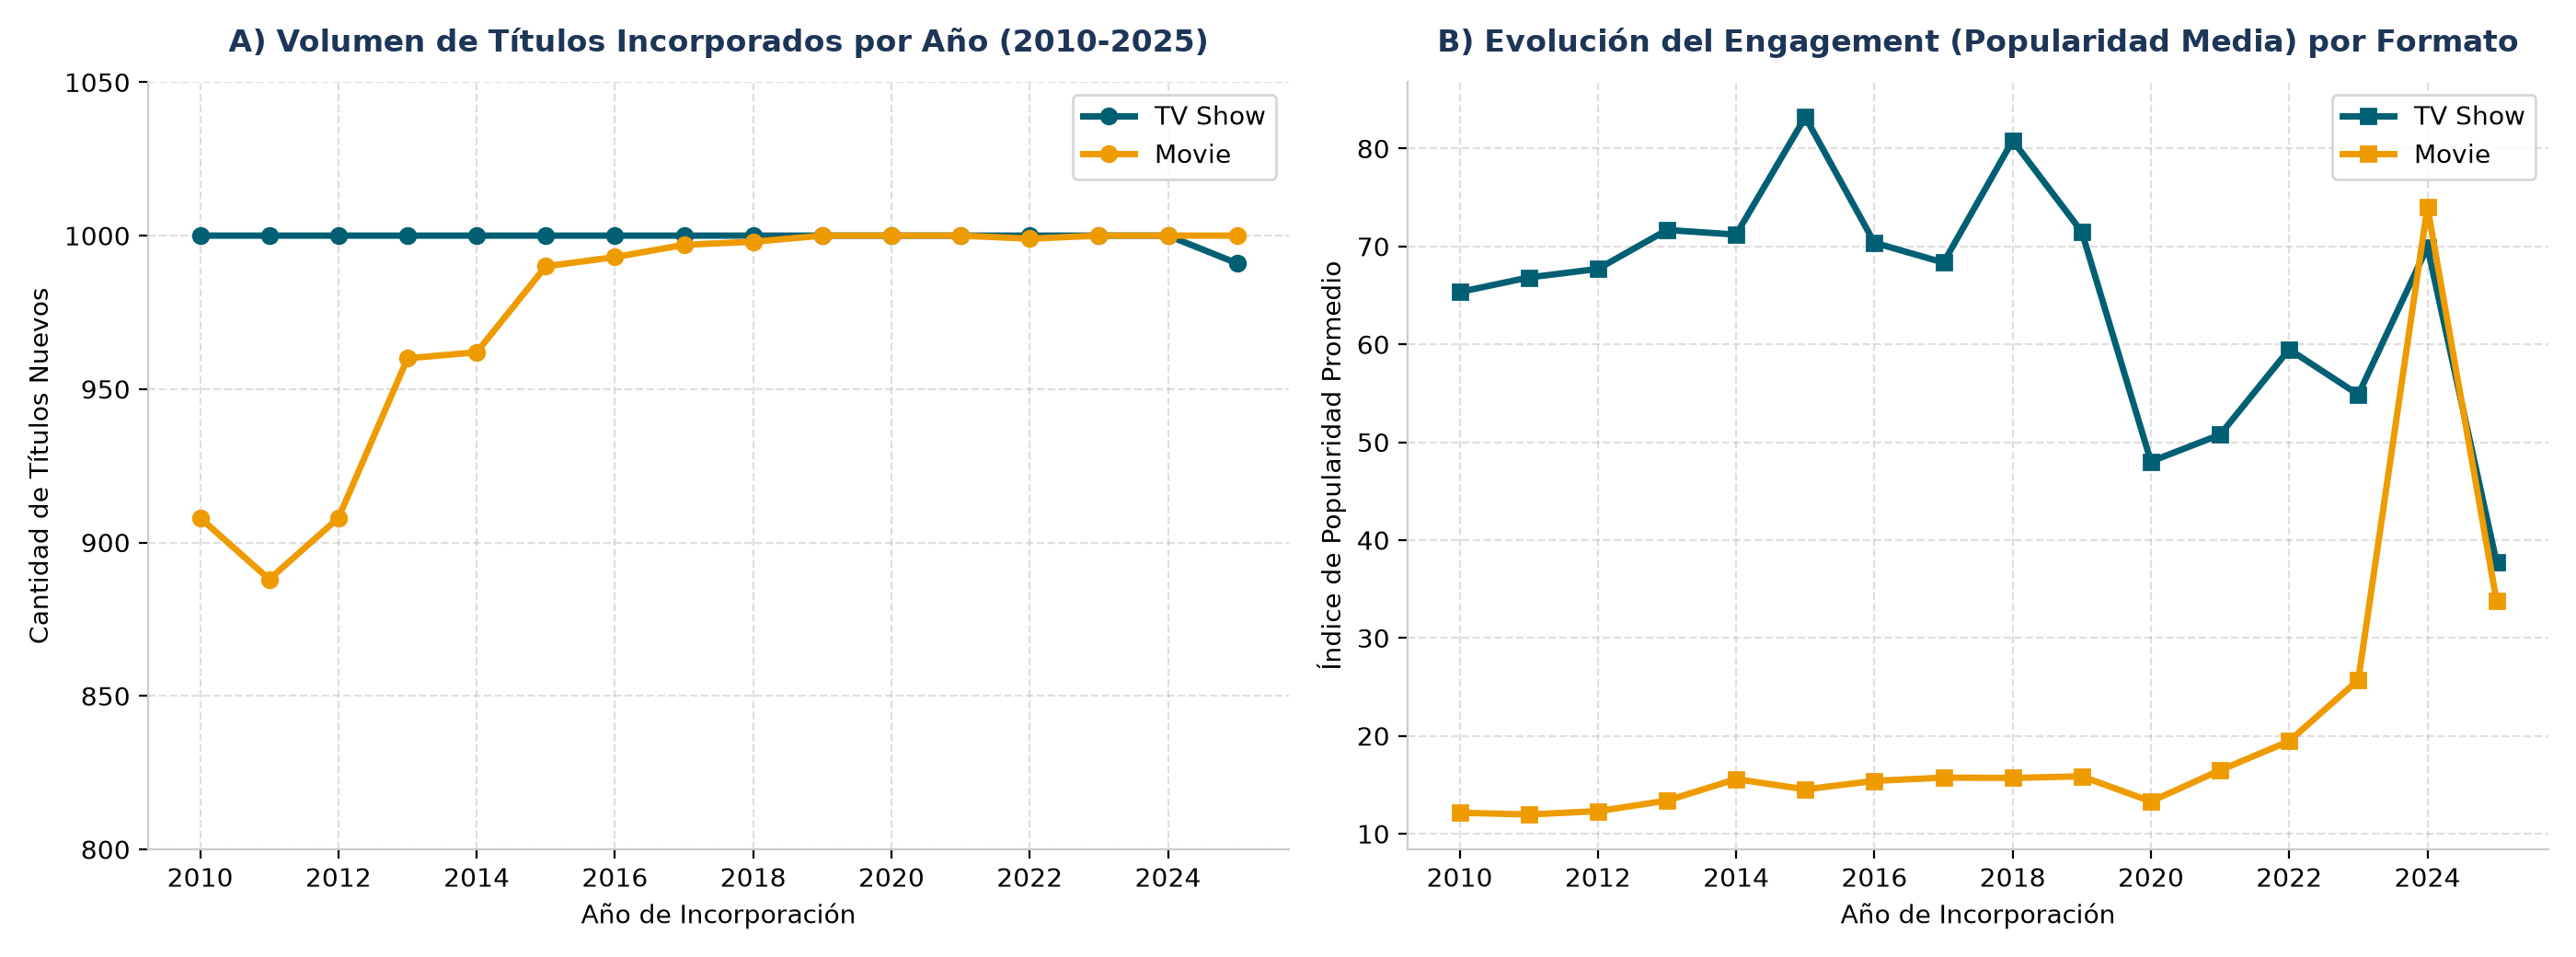 A) Volumen de Títulos Incorporados por Año (2010-2025)
1050
1000
950
900
850
800
Cantidad de Títulos Nuevos
TV Show
Movie
2010 2012 2014 2016 2018 2020 2022 2024
Año de Incorporación
B) Evolución del Engagement (Popularidad Media) por Formato
80
70
60
50
40
30
20
10
Índice de Popularidad Promedio
TV Show
Movie
2010 2012 2014 2016 2018 2020 2022 2024
Año de Incorporación